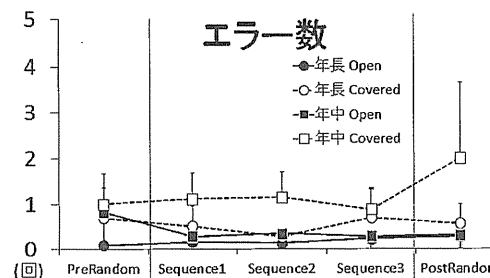 エラー数
5
4
3
2
1
0
(回)
年長 Open
年長 Covered
年中 Open
年中 Covered
PreRandom Sequence1 Sequence2 Sequence3 PostRandom